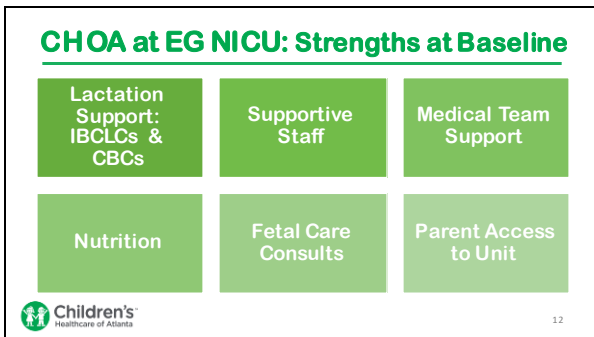 CHOA at EG NICU: Strengths at Baseline
Lactation
Support:
IBCLCs &
CBCs
Supportive
Staff
Medical Team
Support
Nutrition
Fetal Care
Consults
Parent Access
to Unit
Children's™
Healthcare of Atlanta
12